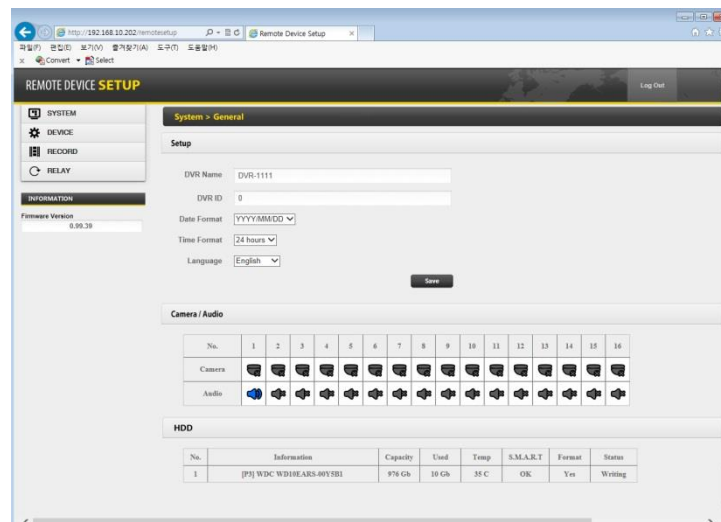 http://192.168.10.202/remotesetup
Remote Device Setup
파일(F) 편집(E) 보기(V) 즐겨찾기(A) 도구(T) 도움말(H)
x Convert Select
REMOTE DEVICE SETUP
Log Out
SYSTEM
DEVICE
RECORD
RELAY
INFORMATION
Firmware Version
0.99.39
System > General
Setup
DVR Name DVR-1111
DVR ID 0
Date Format YYYY/MM/DD
Time Format 24 hours
Language English
Save
Camera / Audio
No. 1 2 3 4 5 6 7 8 9 10 11 12 13 14 15 16
Camera
Audio
HDD
No. Information Capacity Used Temp S.M.A.R.T Format Status
1 [P3] WDC WD10EARS-00Y5B1 976 Gb 10 Gb 35 C OK Yes Writing